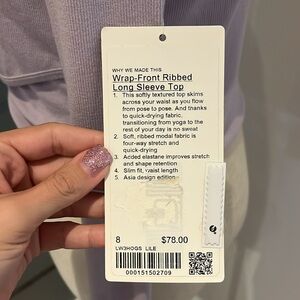 WHY WE MADE THIS
Wrap-Front Ribbed
Long Sleeve Top
1. This softly textured top skims
across your waist as you flow
from pose to pose. And thanks
to quick-drying fabric,
transitioning from yoga to the
rest of your day is no sweat
2. Soft, ribbed modal fabric is
four-way stretch and
quick-drying
3. Added elastane improves stretch
and shape retention
4. Slim fit, waist length
5. Asia design edition
8 $78.00
LW3HOGS LILE
000151502709